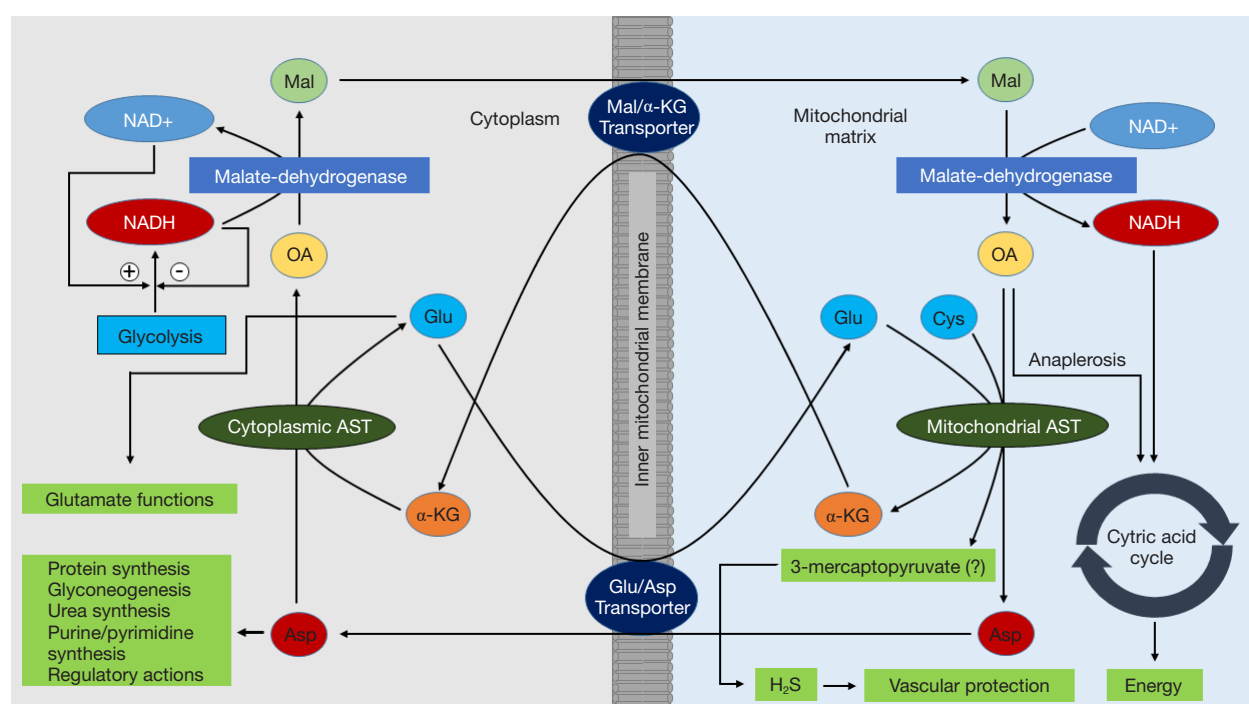 Mal
NAD+
Malate-dehydrogenase
NADH
OA
+
-
Glycolysis
Glu
Cytoplasmic AST
α-KG
Glutamate functions
Protein synthesis
Glyconeogenesis
Urea synthesis
Purine/pyrimidine
synthesis
Regulatory actions
Asp
Cytoplasm
Mal/α-KG
Transporter
Inner mitochondrial membrane
Glu/Asp
Transporter
Mitochondrial
matrix
Mal
NAD+
Malate-dehydrogenase
NADH
OA
Glu
Cys
Anaplerosis
Mitochondrial AST
α-KG
3-mercaptopyruvate (?)
Cytric acid
cycle
Asp
H₂S
Vascular protection
Energy